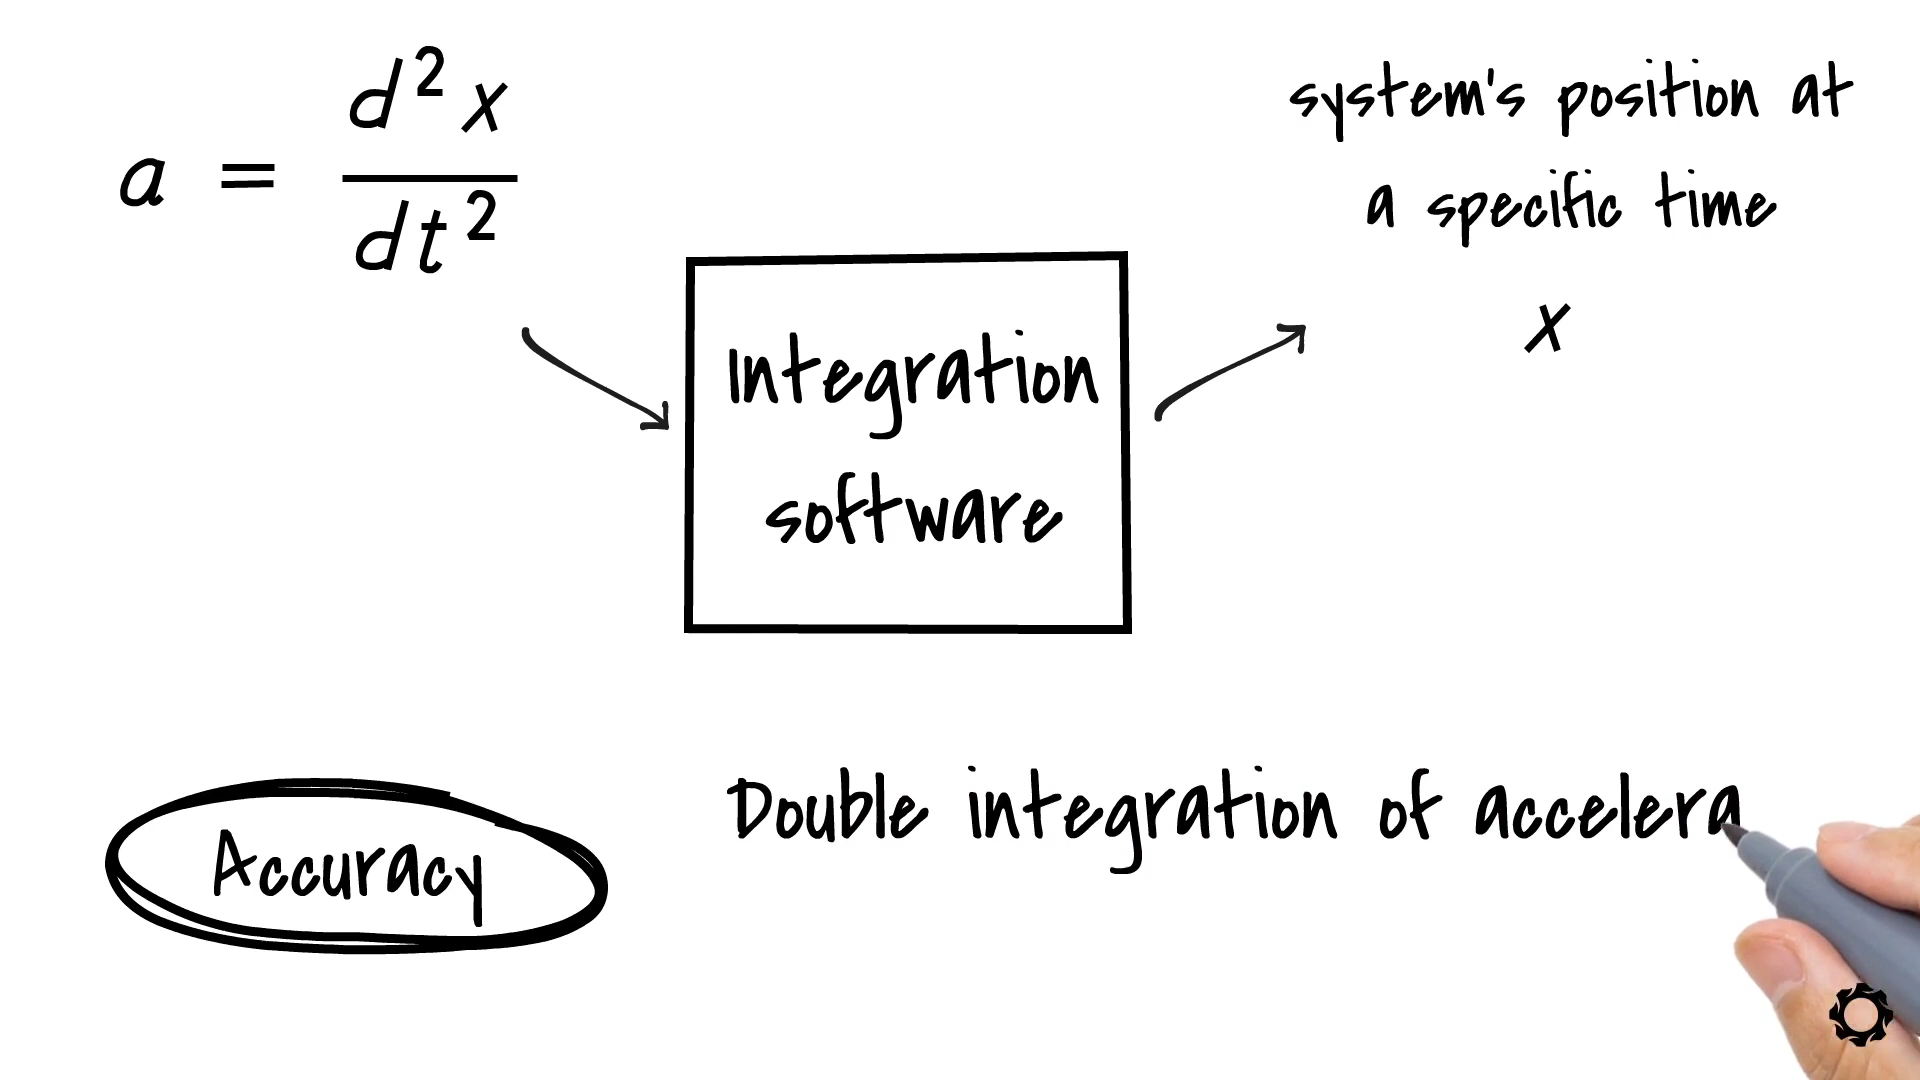 a = d²x / dt²
system's position at
a specific time
x
Integration
software
Accuracy
Double integration of accelera